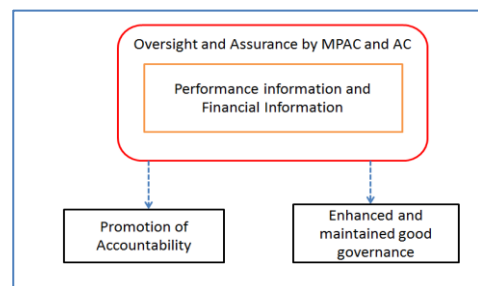 Oversight and Assurance by MPAC and AC
Performance information and
Financial Information
Promotion of
Accountability
Enhanced and
maintained good
governance